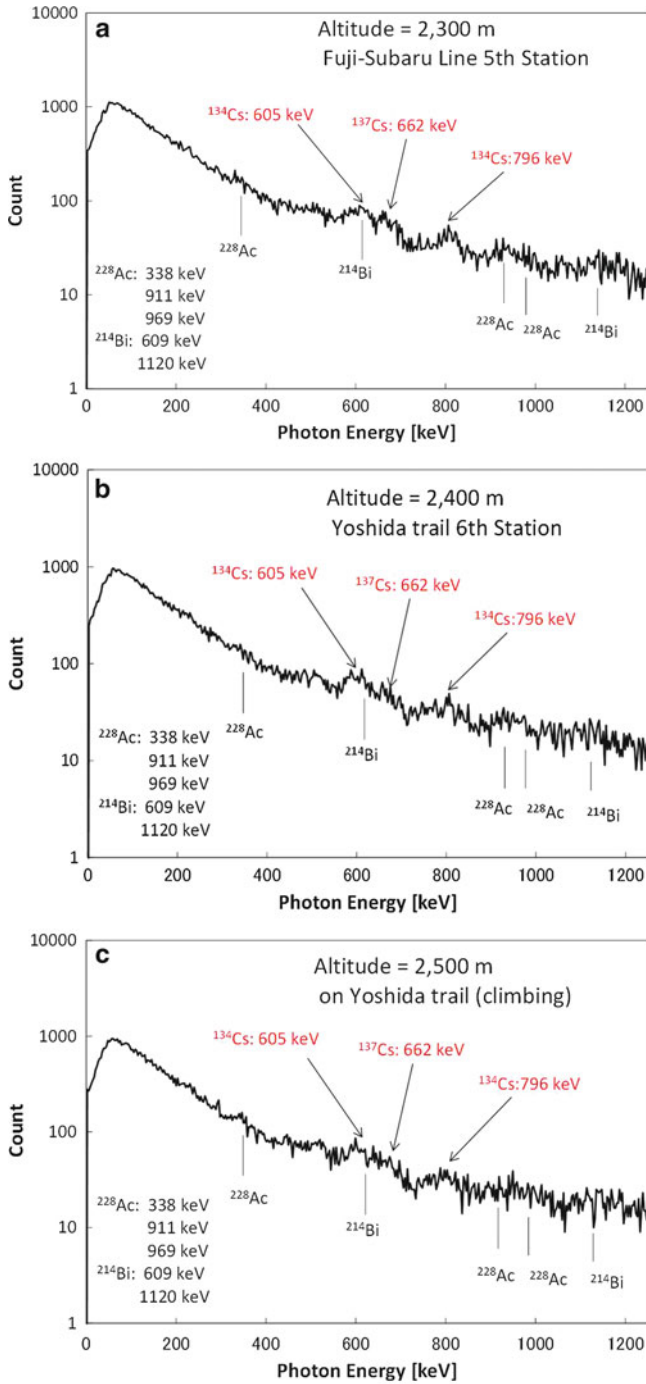 a
Altitude = 2,300 m
Fuji-Subaru Line 5th Station
10000
1000
100
10
1
Count
¹³⁴Cs: 605 keV
¹³⁷Cs: 662 keV
¹³⁴Cs:796 keV
²²⁸Ac
²¹⁴Bi
²²⁸Ac
²²⁸Ac
²¹⁴Bi
²²⁸Ac: 338 keV
911 keV
969 keV
²¹⁴Bi: 609 keV
1120 keV
0 200 400 600 800 1000 1200
Photon Energy [keV]
b
Altitude = 2,400 m
Yoshida trail 6th Station
10000
1000
100
10
1
Count
¹³⁴Cs: 605 keV
¹³⁷Cs: 662 keV
¹³⁴Cs:796 keV
²²⁸Ac
²¹⁴Bi
²²⁸Ac
²²⁸Ac
²¹⁴Bi
²²⁸Ac: 338 keV
911 keV
969 keV
²¹⁴Bi: 609 keV
1120 keV
0 200 400 600 800 1000 1200
Photon Energy [keV]
c
Altitude = 2,500 m
on Yoshida trail (climbing)
10000
1000
100
10
1
Count
¹³⁴Cs: 605 keV
¹³⁷Cs: 662 keV
¹³⁴Cs:796 keV
²²⁸Ac
²¹⁴Bi
²²⁸Ac
²²⁸Ac
²¹⁴Bi
²²⁸Ac: 338 keV
911 keV
969 keV
²¹⁴Bi: 609 keV
1120 keV
0 200 400 600 800 1000 1200
Photon Energy [keV]